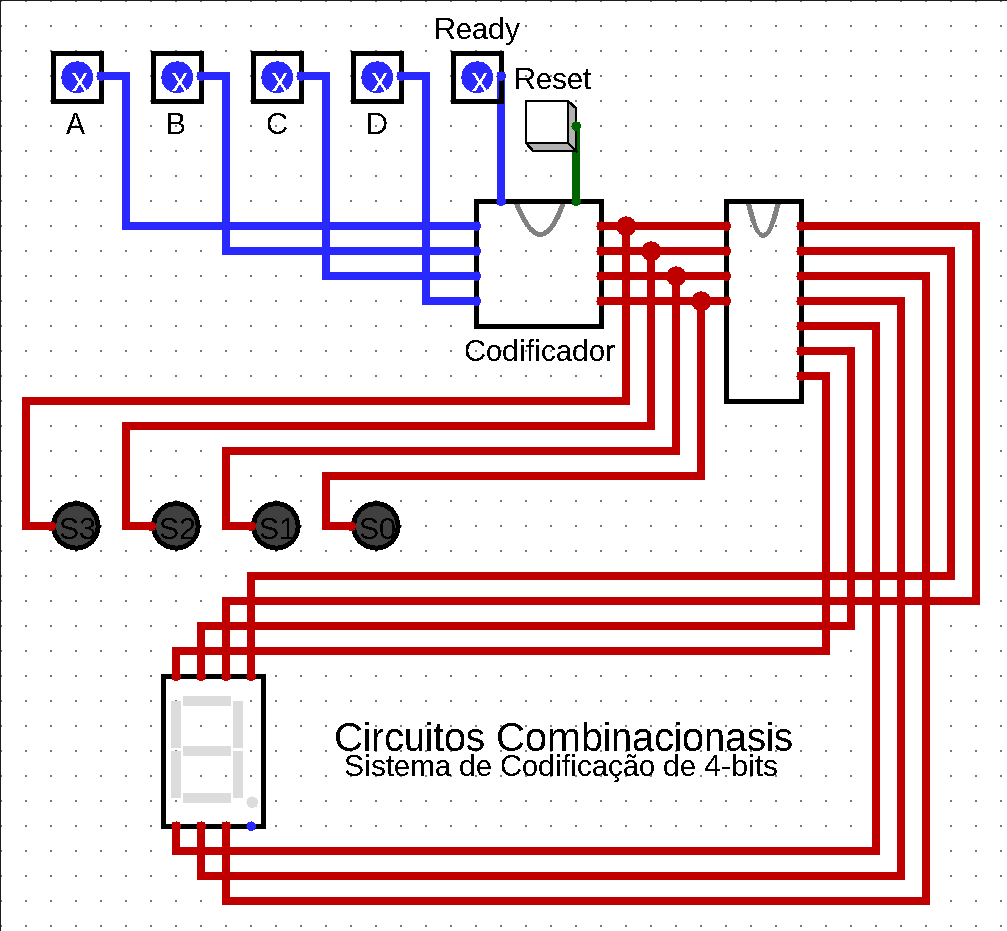 Ready
x x x x x
Reset
A B C D
Codificador
S3 S2 S1 S0
Circuitos Combinacionasis
Sistema de Codificação de 4-bits